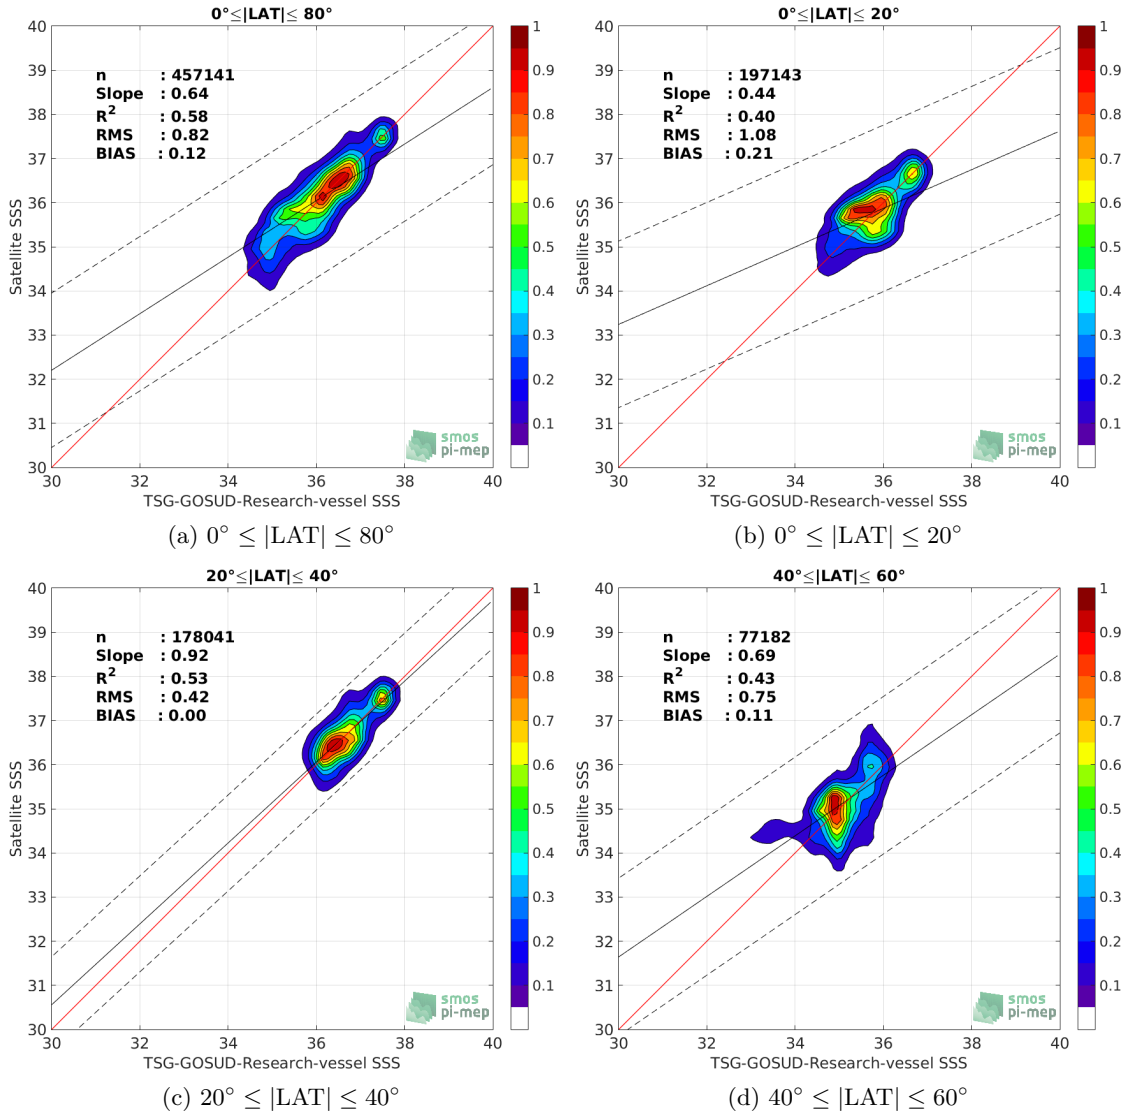 0°≤|LAT|≤ 80°
n : 457141
Slope : 0.64
R² : 0.58
RMS : 0.82
BIAS : 0.12
40
39
38
37
36
35
34
33
32
31
30
Satellite SSS
30 32 34 36 38 40
TSG-GOSUD-Research-vessel SSS
1
0.9
0.8
0.7
0.6
0.5
0.4
0.3
0.2
0.1
smos
pi-mep
(a) 0° ≤ |LAT| ≤ 80°
0°≤|LAT|≤ 20°
n : 197143
Slope : 0.44
R² : 0.40
RMS : 1.08
BIAS : 0.21
40
39
38
37
36
35
34
33
32
31
30
Satellite SSS
30 32 34 36 38 40
TSG-GOSUD-Research-vessel SSS
1
0.9
0.8
0.7
0.6
0.5
0.4
0.3
0.2
0.1
smos
pi-mep
(b) 0° ≤ |LAT| ≤ 20°
20°≤|LAT|≤ 40°
n : 178041
Slope : 0.92
R² : 0.53
RMS : 0.42
BIAS : 0.00
40
39
38
37
36
35
34
33
32
31
30
Satellite SSS
30 32 34 36 38 40
TSG-GOSUD-Research-vessel SSS
1
0.9
0.8
0.7
0.6
0.5
0.4
0.3
0.2
0.1
smos
pi-mep
(c) 20° ≤ |LAT| ≤ 40°
40°≤|LAT|≤ 60°
n : 77182
Slope : 0.69
R² : 0.43
RMS : 0.75
BIAS : 0.11
40
39
38
37
36
35
34
33
32
31
30
Satellite SSS
30 32 34 36 38 40
TSG-GOSUD-Research-vessel SSS
1
0.9
0.8
0.7
0.6
0.5
0.4
0.3
0.2
0.1
smos
pi-mep
(d) 40° ≤ |LAT| ≤ 60°